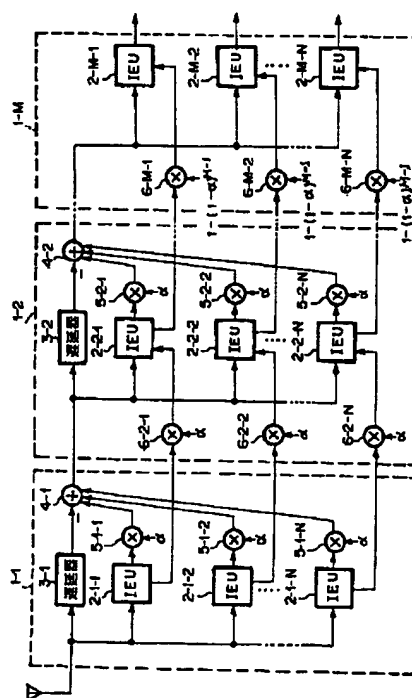 1-1
3-1
遅延器
4-1
+
−
2-1-1
IEU
5-1-1
×
α
2-1-2
IEU
5-1-2
×
α
2-1-N
IEU
5-1-N
×
α
1-2
6-2-1
×
α
6-2-2
×
α
6-2-N
×
α
3-2
遅延器
4-2
+
−
2-2-1
IEU
5-2-1
×
α
2-2-2
IEU
5-2-2
×
α
2-2-N
IEU
5-2-N
×
α
1-M
6-M-1
×
1-(1-α)^M-1
6-M-2
×
1-(1-α)^M-1
6-M-N
×
1-(1-α)^M-1
2-M-1
IEU
2-M-2
IEU
2-M-N
IEU